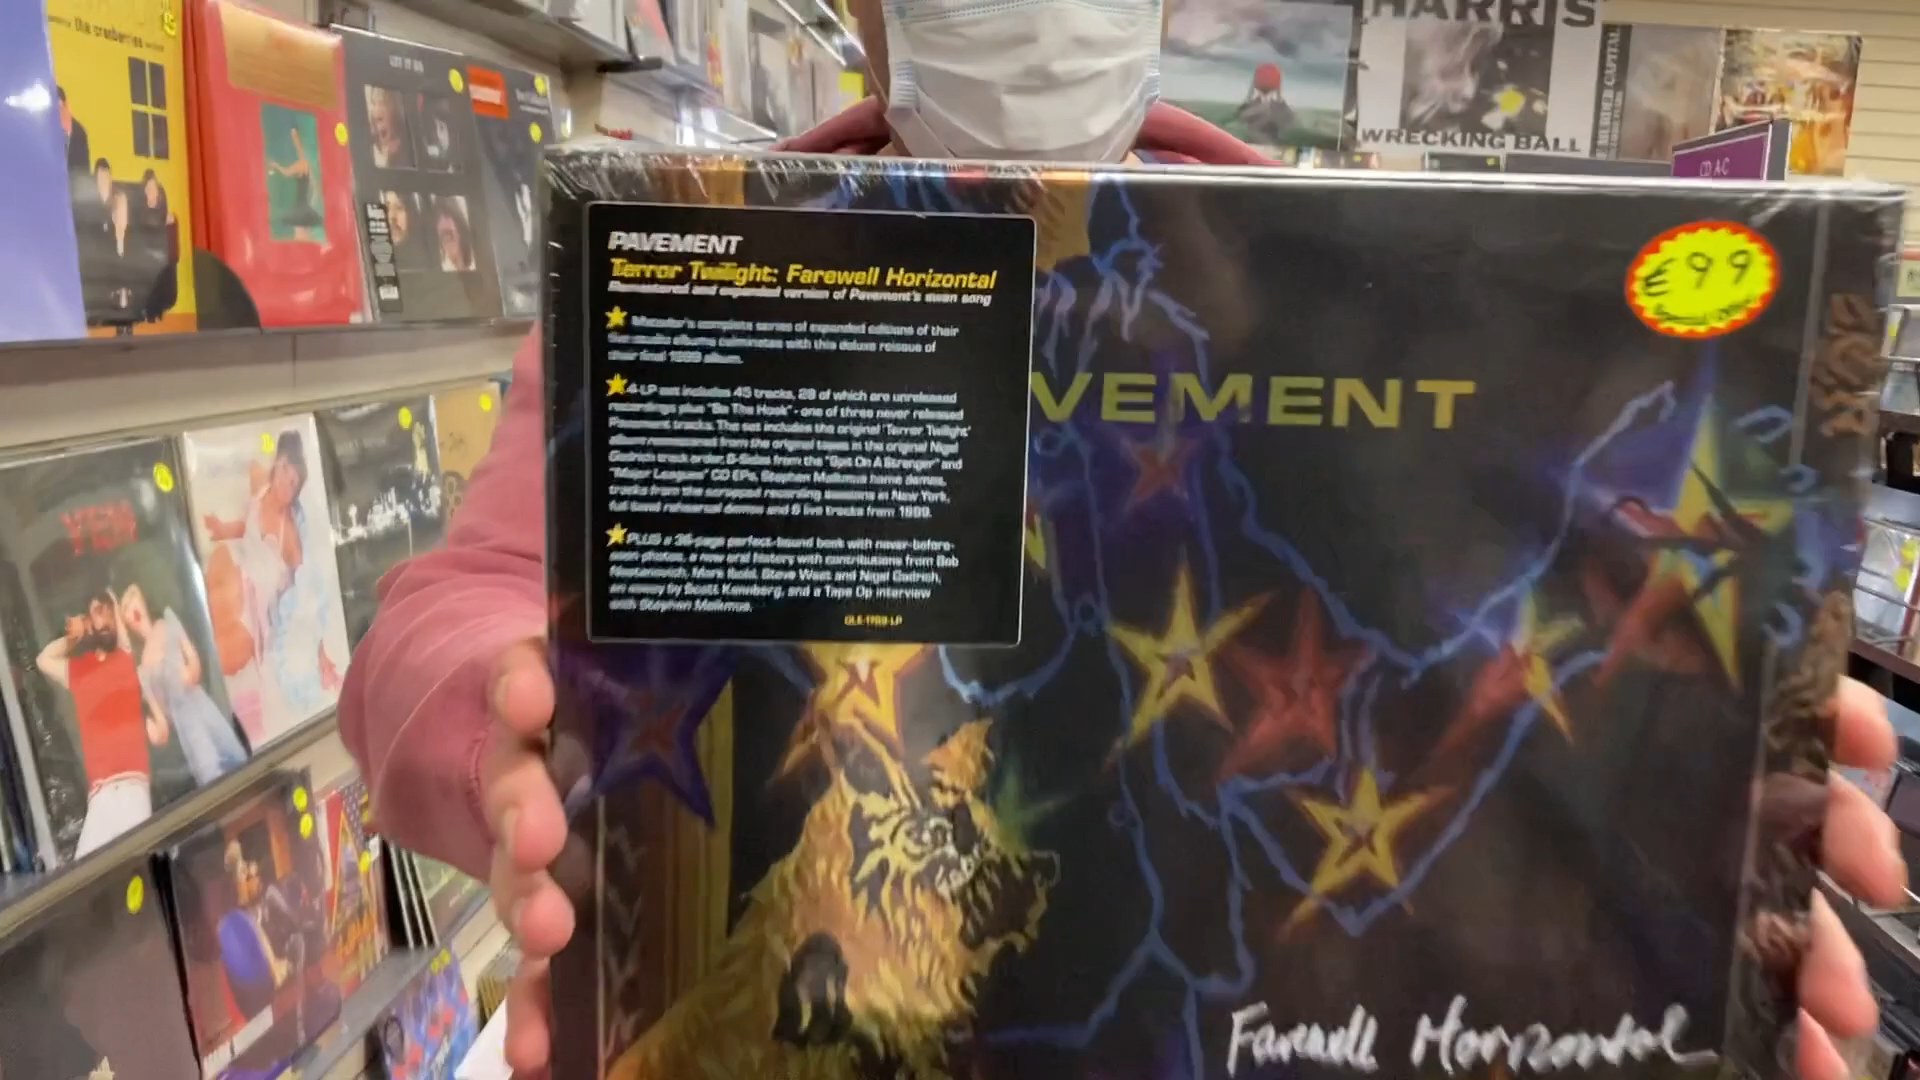 the cranberries
LET IT BE
HARRIS
WRECKING BALL
CD A-C
PAVEMENT
Terror Twilight: Farewell Horizontal
Remastered and expanded version of Pavement's swan song
Matador's complete series of expanded editions of their
five studio albums culminates with this deluxe reissue of
their final 1999 album.
4-LP set includes 45 tracks, 28 of which are unreleased
recordings plus "Be The Hook" - one of three never released
Pavement tracks. The set includes the original 'Terror Twilight'
album remastered from the original tapes in the original Nigel
Godrich track order, B-Sides from the "Spit On A Stranger" and
"Major Leagues" CD EPs, Stephen Malkmus home demos,
tracks from the scrapped recording sessions in New York,
full band rehearsal demos and 6 live tracks from 1999.
PLUS a 36-page perfect-bound book with never-before-
seen photos, a new oral history with contributions from Bob
Nastanovich, Mark Ibold, Steve West and Nigel Godrich,
an essay by Scott Kannberg, and a Tape Op interview
with Stephen Malkmus.
€99
VEMENT
Farewell Horizontal